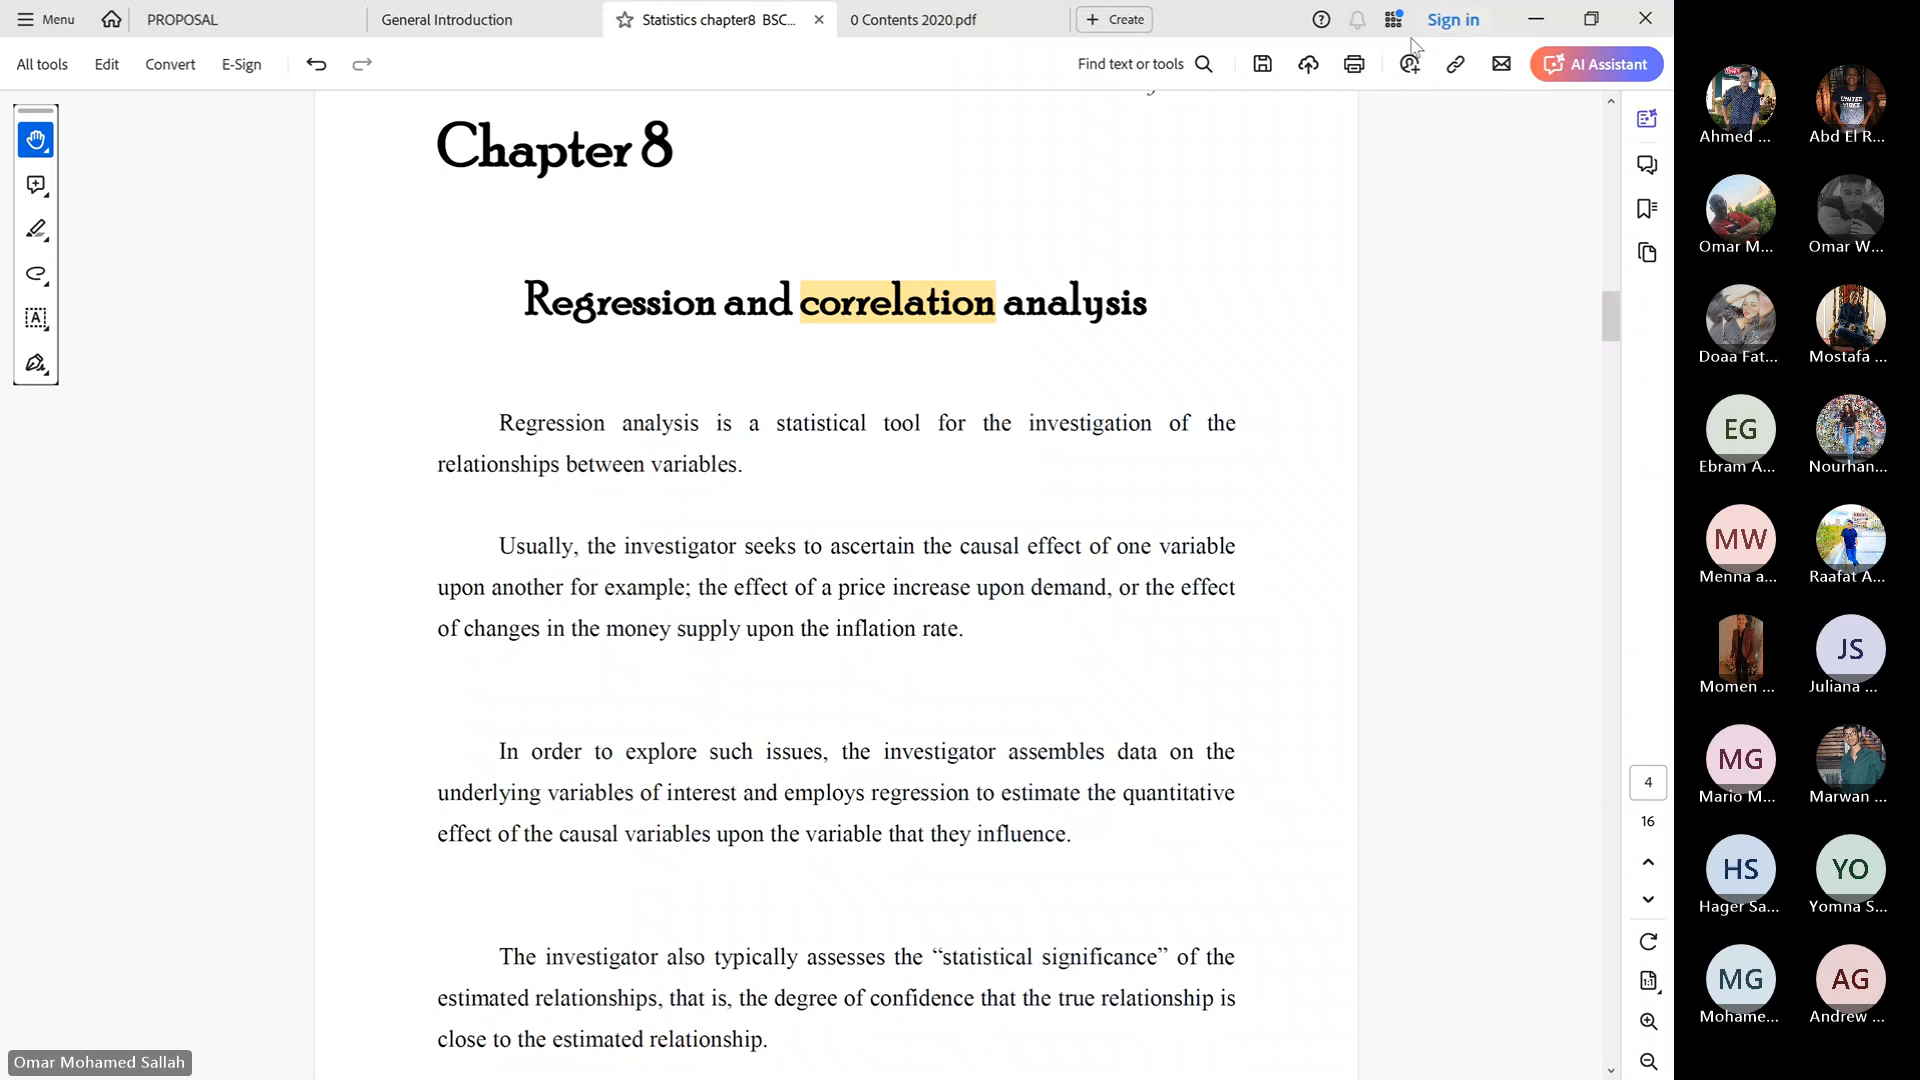 Menu
PROPOSAL
General Introduction
Statistics chapter8 BSC...
0 Contents 2020.pdf
Create
Sign in
All tools
Edit
Convert
E-Sign
Find text or tools
AI Assistant
Chapter 8
Regression and correlation analysis
Regression analysis is a statistical tool for the investigation of the
relationships between variables.
Usually, the investigator seeks to ascertain the causal effect of one variable
upon another for example; the effect of a price increase upon demand, or the effect
of changes in the money supply upon the inflation rate.
In order to explore such issues, the investigator assembles data on the
underlying variables of interest and employs regression to estimate the quantitative
effect of the causal variables upon the variable that they influence.
The investigator also typically assesses the “statistical significance” of the
estimated relationships, that is, the degree of confidence that the true relationship is
close to the estimated relationship.
4
16
Omar Mohamed Sallah
Ahmed ...
Abd El R...
Omar M...
Omar W...
Doaa Fat...
Mostafa ...
EG
Ebram A...
Nourhan...
MW
Menna a...
Raafat A...
Momen ...
JS
Juliana ...
MG
Mario M...
Marwan ...
HS
Hager Sa...
YO
Yomna S...
MG
Mohame...
AG
Andrew ...